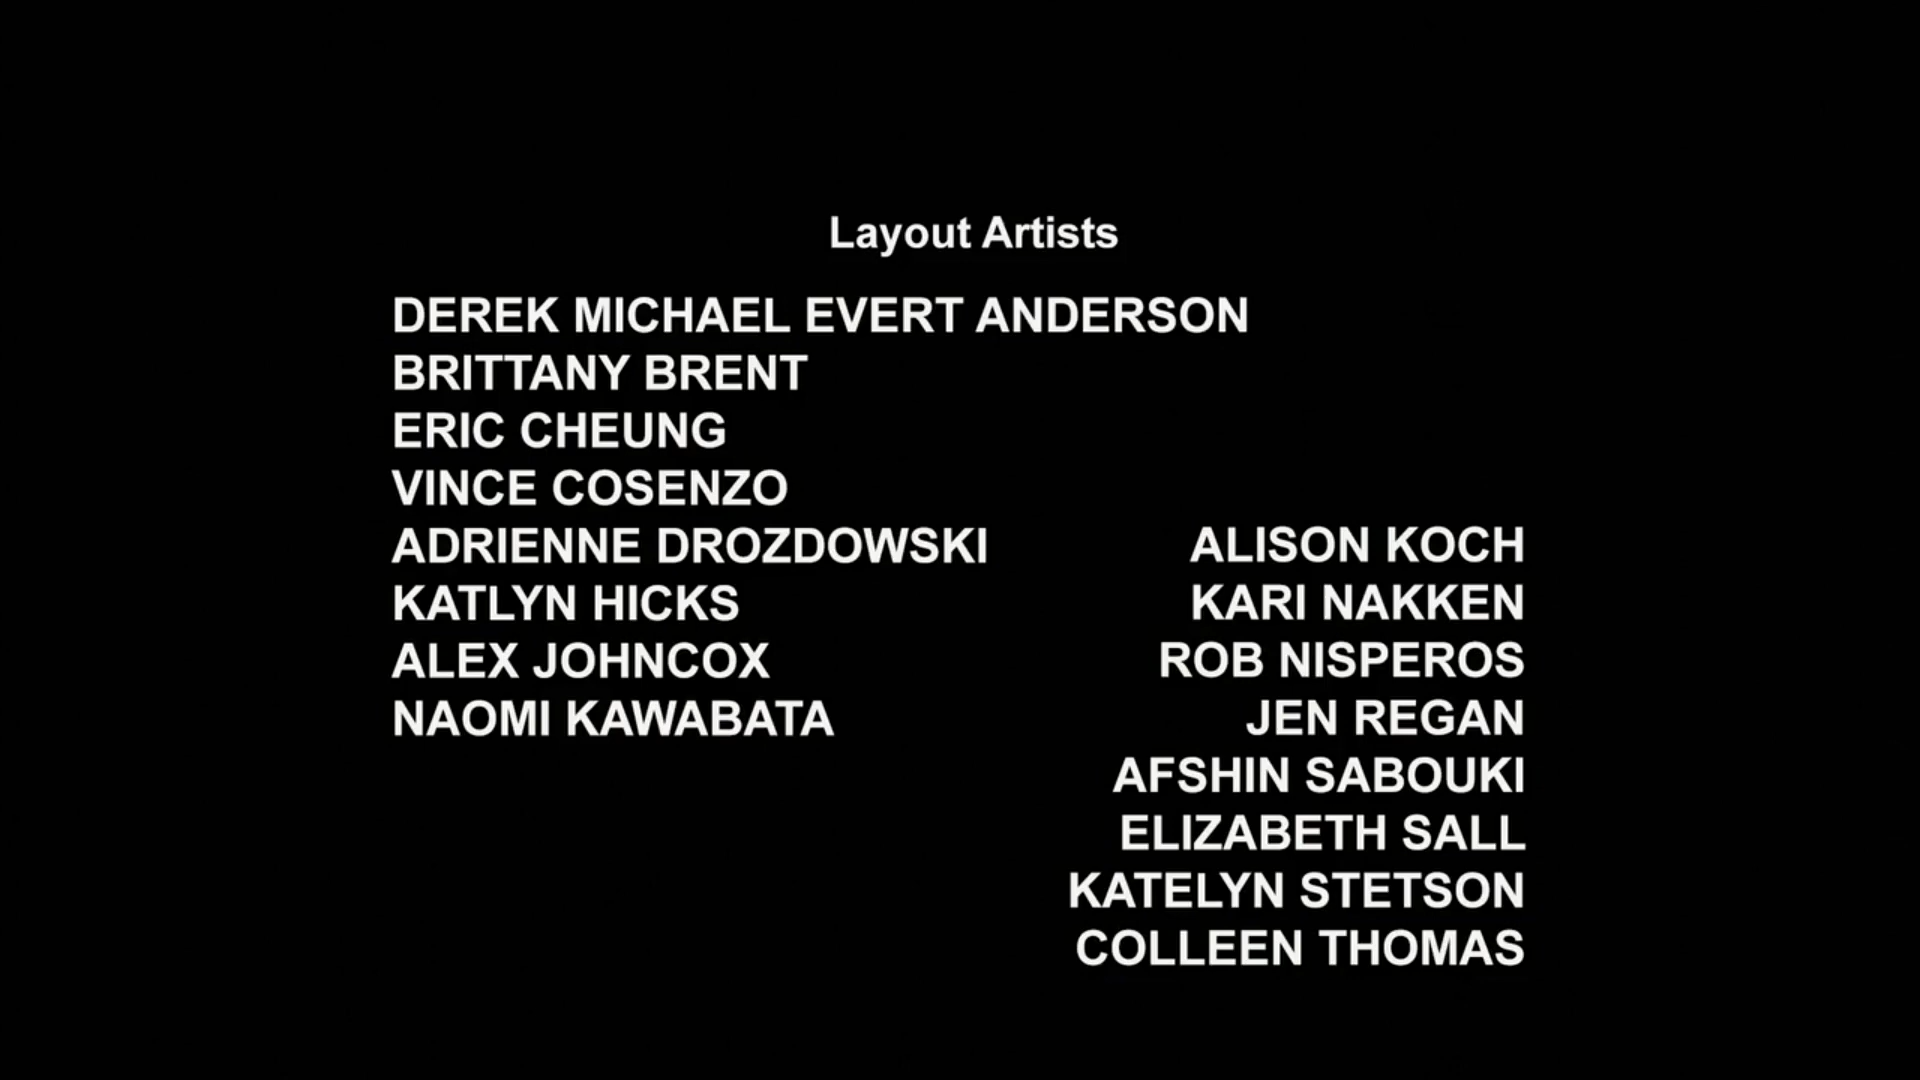 Layout Artists
DEREK MICHAEL EVERT ANDERSON
BRITTANY BRENT
ERIC CHEUNG
VINCE COSENZO
ADRIENNE DROZDOWSKI
KATLYN HICKS
ALEX JOHNCOX
NAOMI KAWABATA
ALISON KOCH
KARI NAKKEN
ROB NISPEROS
JEN REGAN
AFSHIN SABOUKI
ELIZABETH SALL
KATELYN STETSON
COLLEEN THOMAS